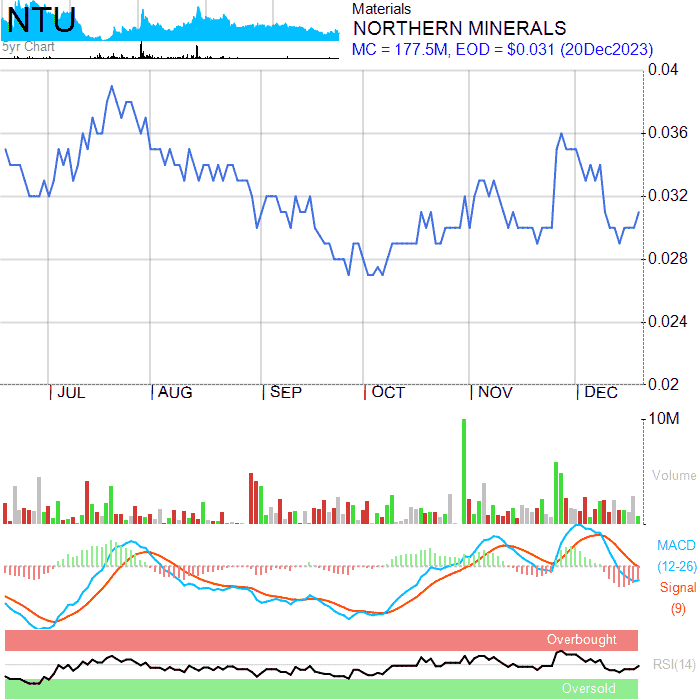 NTU
5yr Chart
Materials
NORTHERN MINERALS
MC = 177.5M, EOD = $0.031 (20Dec2023)
0.04
0.036
0.032
0.028
0.024
0.02
JUL AUG SEP OCT NOV DEC
10M
Volume
MACD
(12-26)
Signal
(9)
Overbought
RSI(14)
Oversold